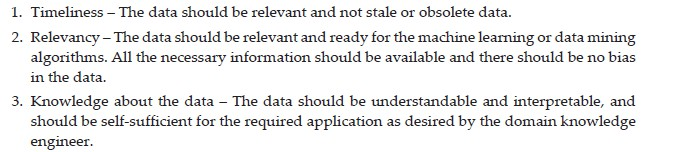 1. Timeliness – The data should be relevant and not stale or obsolete data.
2. Relevancy – The data should be relevant and ready for the machine learning or data mining
algorithms. All the necessary information should be available and there should be no bias
in the data.
3. Knowledge about the data – The data should be understandable and interpretable, and
should be self-sufficient for the required application as desired by the domain knowledge
engineer.